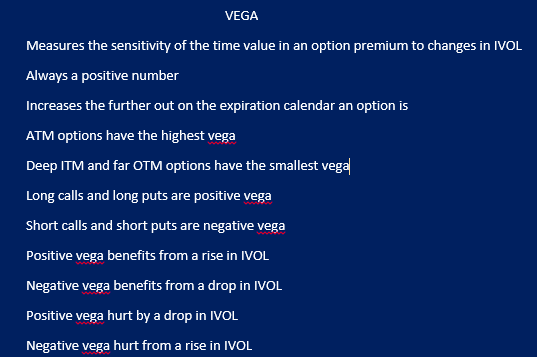 VEGA
Measures the sensitivity of the time value in an option premium to changes in IVOL
Always a positive number
Increases the further out on the expiration calendar an option is
ATM options have the highest vega
Deep ITM and far OTM options have the smallest vega
Long calls and long puts are positive vega
Short calls and short puts are negative vega
Positive vega benefits from a rise in IVOL
Negative vega benefits from a drop in IVOL
Positive vega hurt by a drop in IVOL
Negative vega hurt from a rise in IVOL